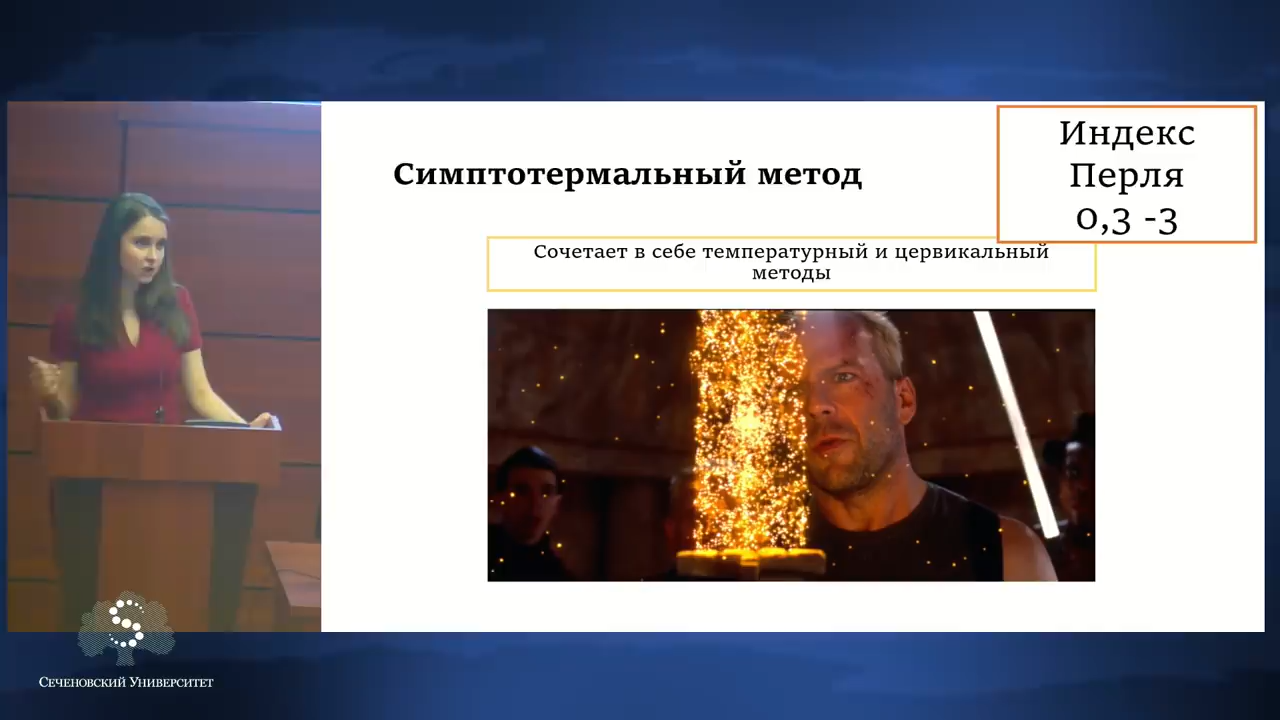 Симптотермальный метод
Индекс
Перля
0,3 -3
Сочетает в себе температурный и цервикальный
методы
Сеченовский Университет